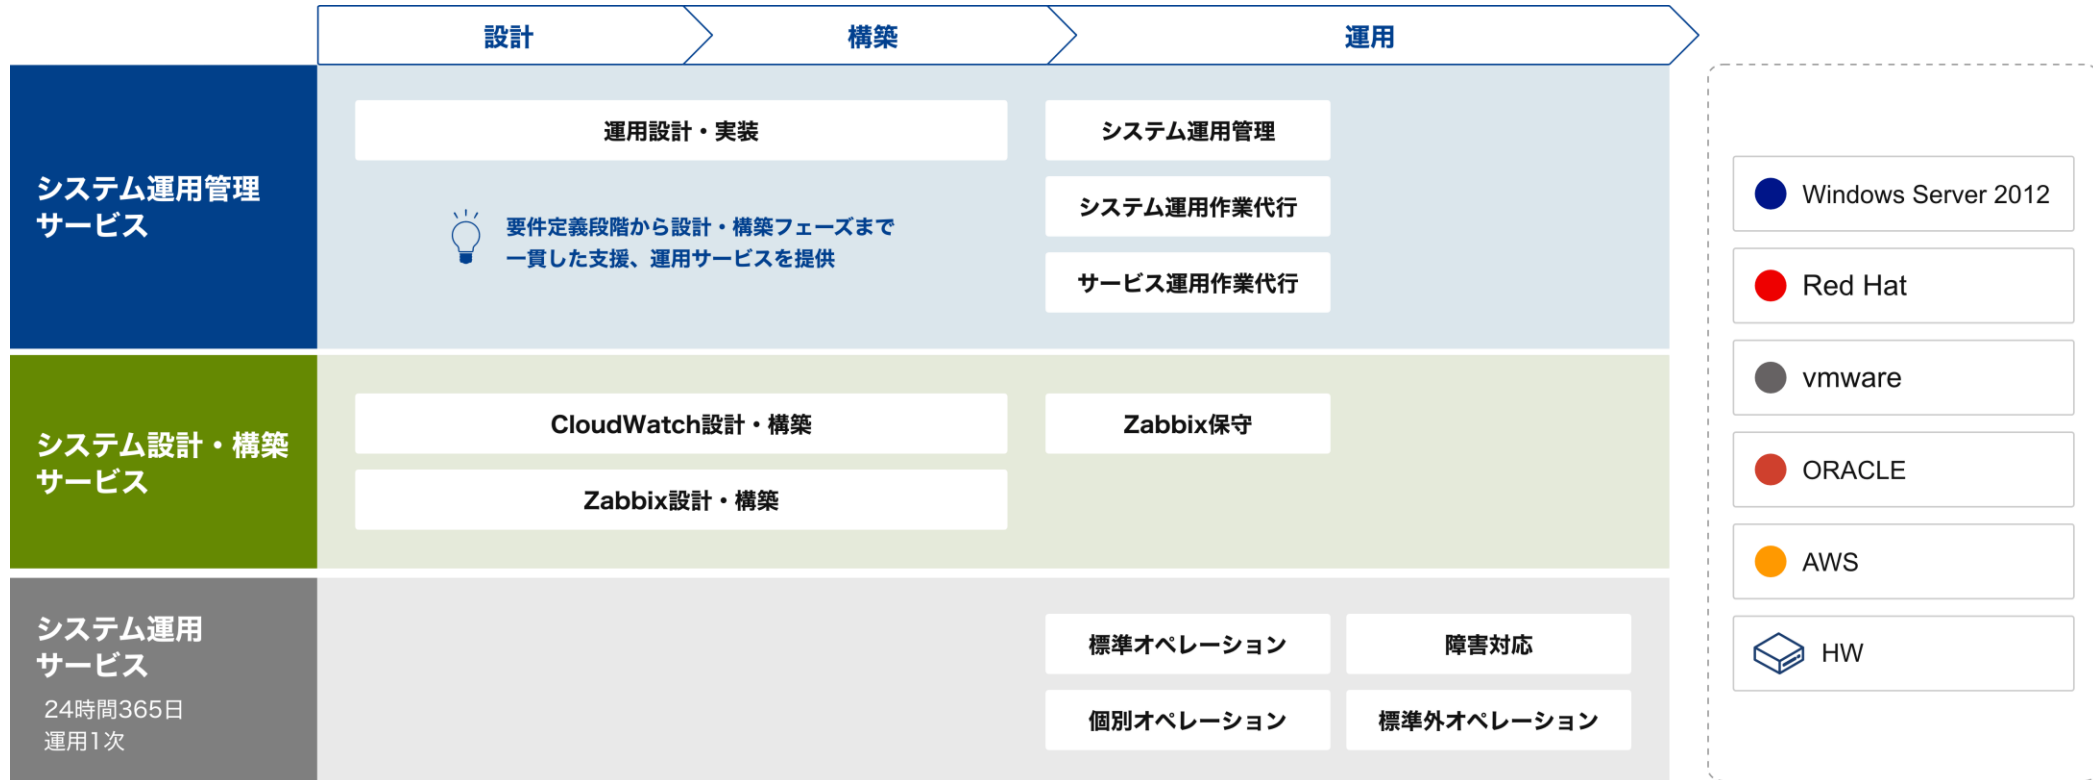 設計
構築
運用
システム運用管理
サービス
運用設計・実装
要件定義段階から設計・構築フェーズまで
一貫した支援、運用サービスを提供
システム運用管理
システム運用作業代行
サービス運用作業代行
システム設計・構築
サービス
CloudWatch設計・構築
Zabbix設計・構築
Zabbix保守
システム運用
サービス
24時間365日
運用1次
標準オペレーション
障害対応
個別オペレーション
標準外オペレーション
Windows Server 2012
Red Hat
vmware
ORACLE
AWS
HW